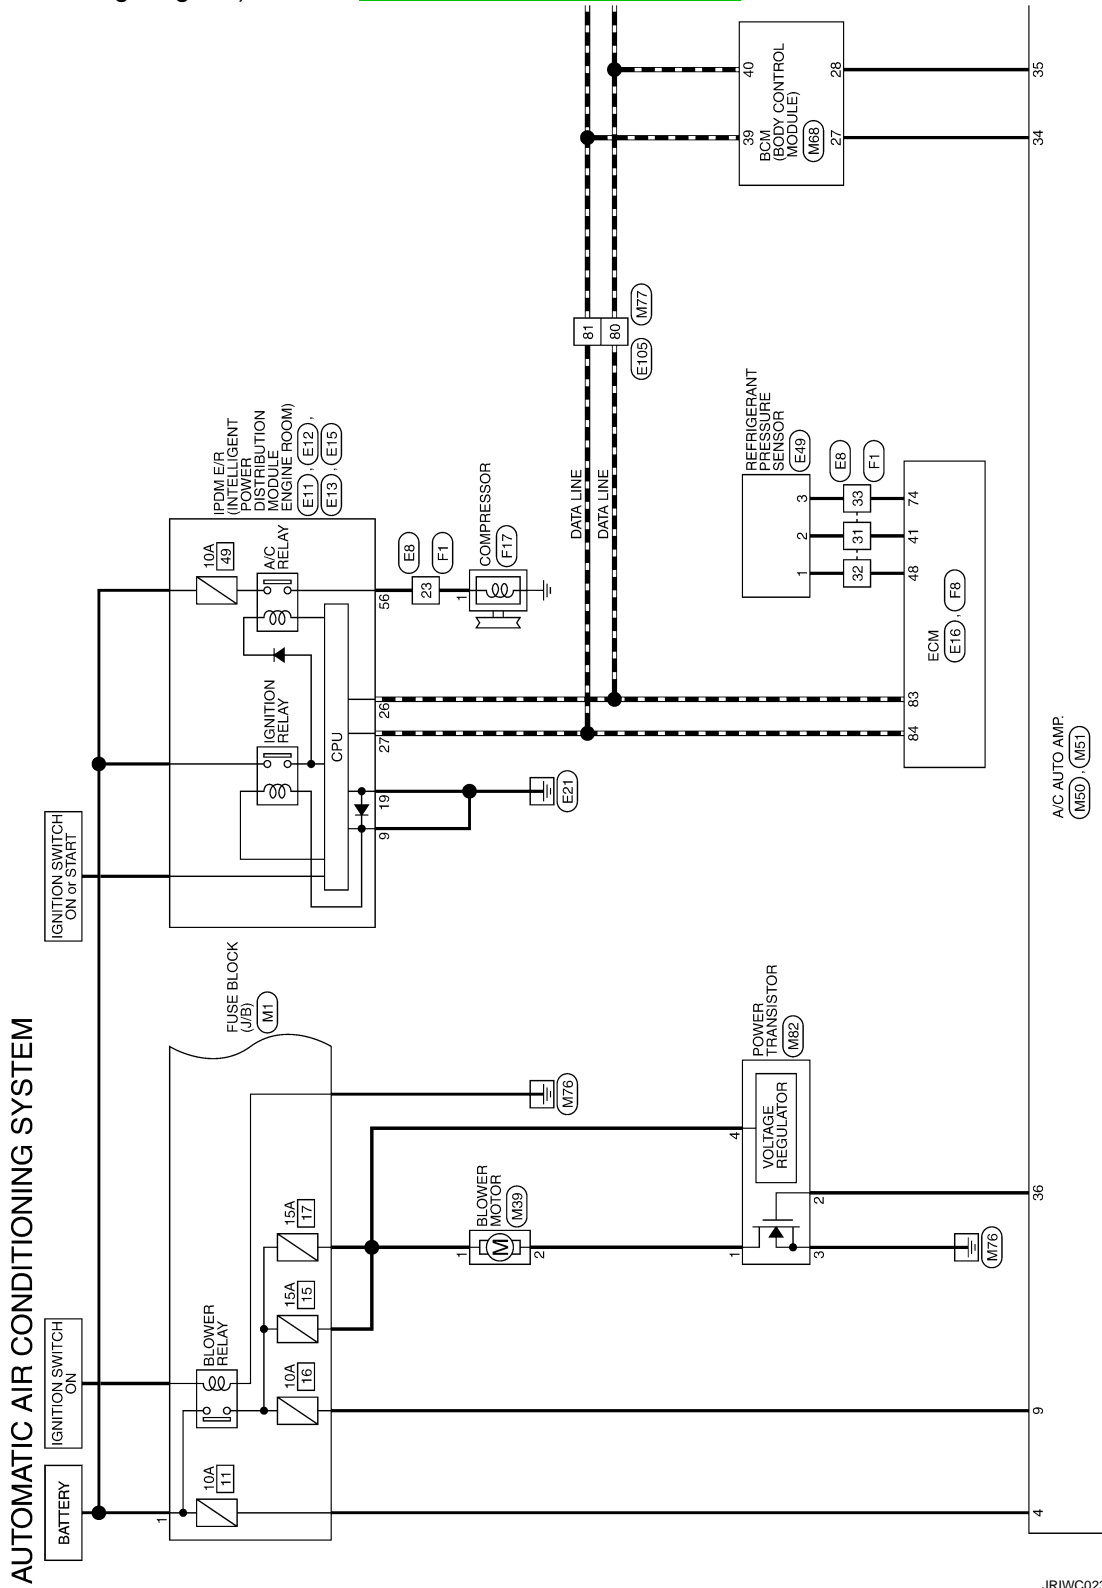 AUTOMATIC AIR CONDITIONING SYSTEM
BATTERY
IGNITION SWITCH
ON
IGNITION SWITCH
ON or START
1
10A
11
BLOWER
RELAY
10A
16
15A
15
15A
17
FUSE BLOCK
(J/B)
M1
IGNITION
RELAY
CPU
10A
49
A/C
RELAY
IPDM E/R
(INTELLIGENT
POWER
DISTRIBUTION
MODULE
ENGINE ROOM)
E11 , E12 ,
E13 , E15
9
19
27
26
56
E21
23
E8
F1
1
COMPRESSOR
F17
1
M
2
BLOWER
MOTOR
M39
M76
DATA LINE
DATA LINE
81
80
E105
M77
1
4
VOLTAGE
REGULATOR
POWER
TRANSISTOR
M82
3
2
M76
REFRIGERANT
PRESSURE
SENSOR
E49
1
2
3
32
31
33
E8
F1
84
83
48
41
74
ECM
E16 , F8
39
40
BCM
(BODY CONTROL
MODULE)
M68
27
28
4
9
36
34
35
A/C AUTO AMP.
M50 , M51